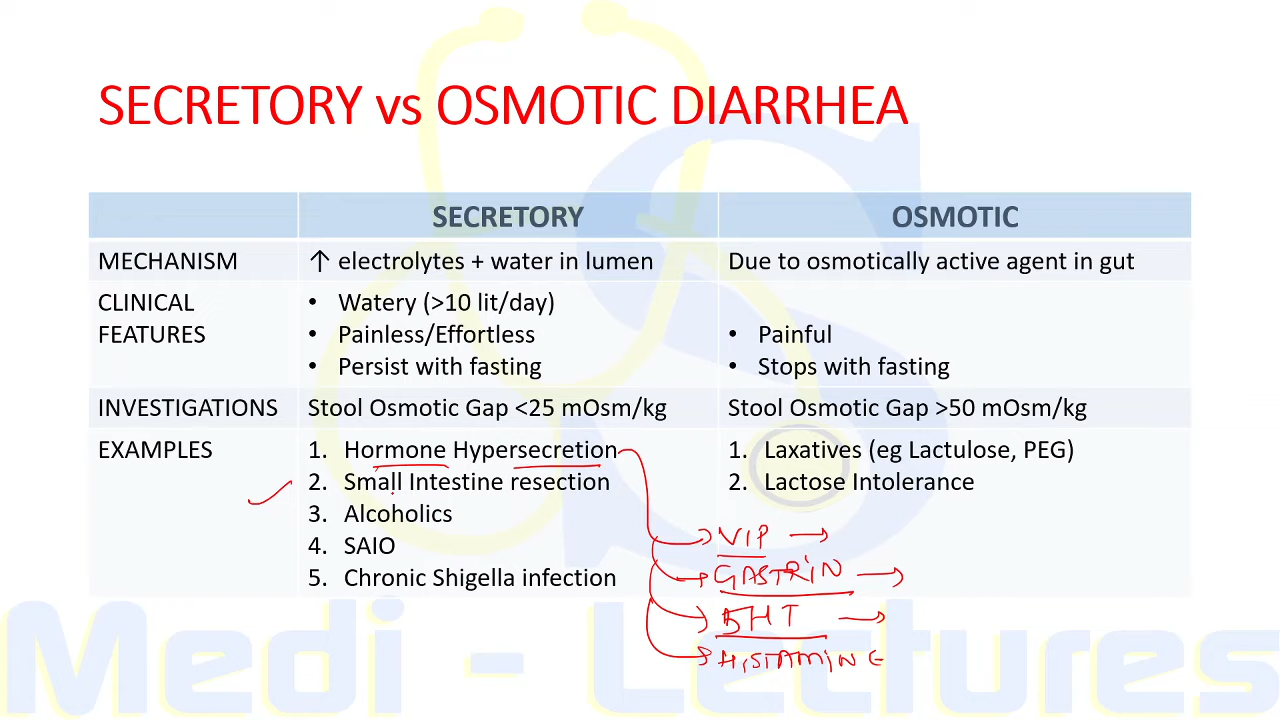 SECRETORY vs OSMOTIC DIARRHEA
SECRETORY OSMOTIC
MECHANISM ↑ electrolytes + water in lumen Due to osmotically active agent in gut
CLINICAL FEATURES
• Watery (>10 lit/day)
• Painless/Effortless
• Persist with fasting
• Painful
• Stops with fasting
INVESTIGATIONS Stool Osmotic Gap <25 mOsm/kg Stool Osmotic Gap >50 mOsm/kg
EXAMPLES
1. Hormone Hypersecretion
2. Small Intestine resection
3. Alcoholics
4. SAIO
5. Chronic Shigella infection
1. Laxatives (eg Lactulose, PEG)
2. Lactose Intolerance
→ VIP →
→ GASTRIN →
→ 5HT →
→ HISTAMINE
Medi - Lectures